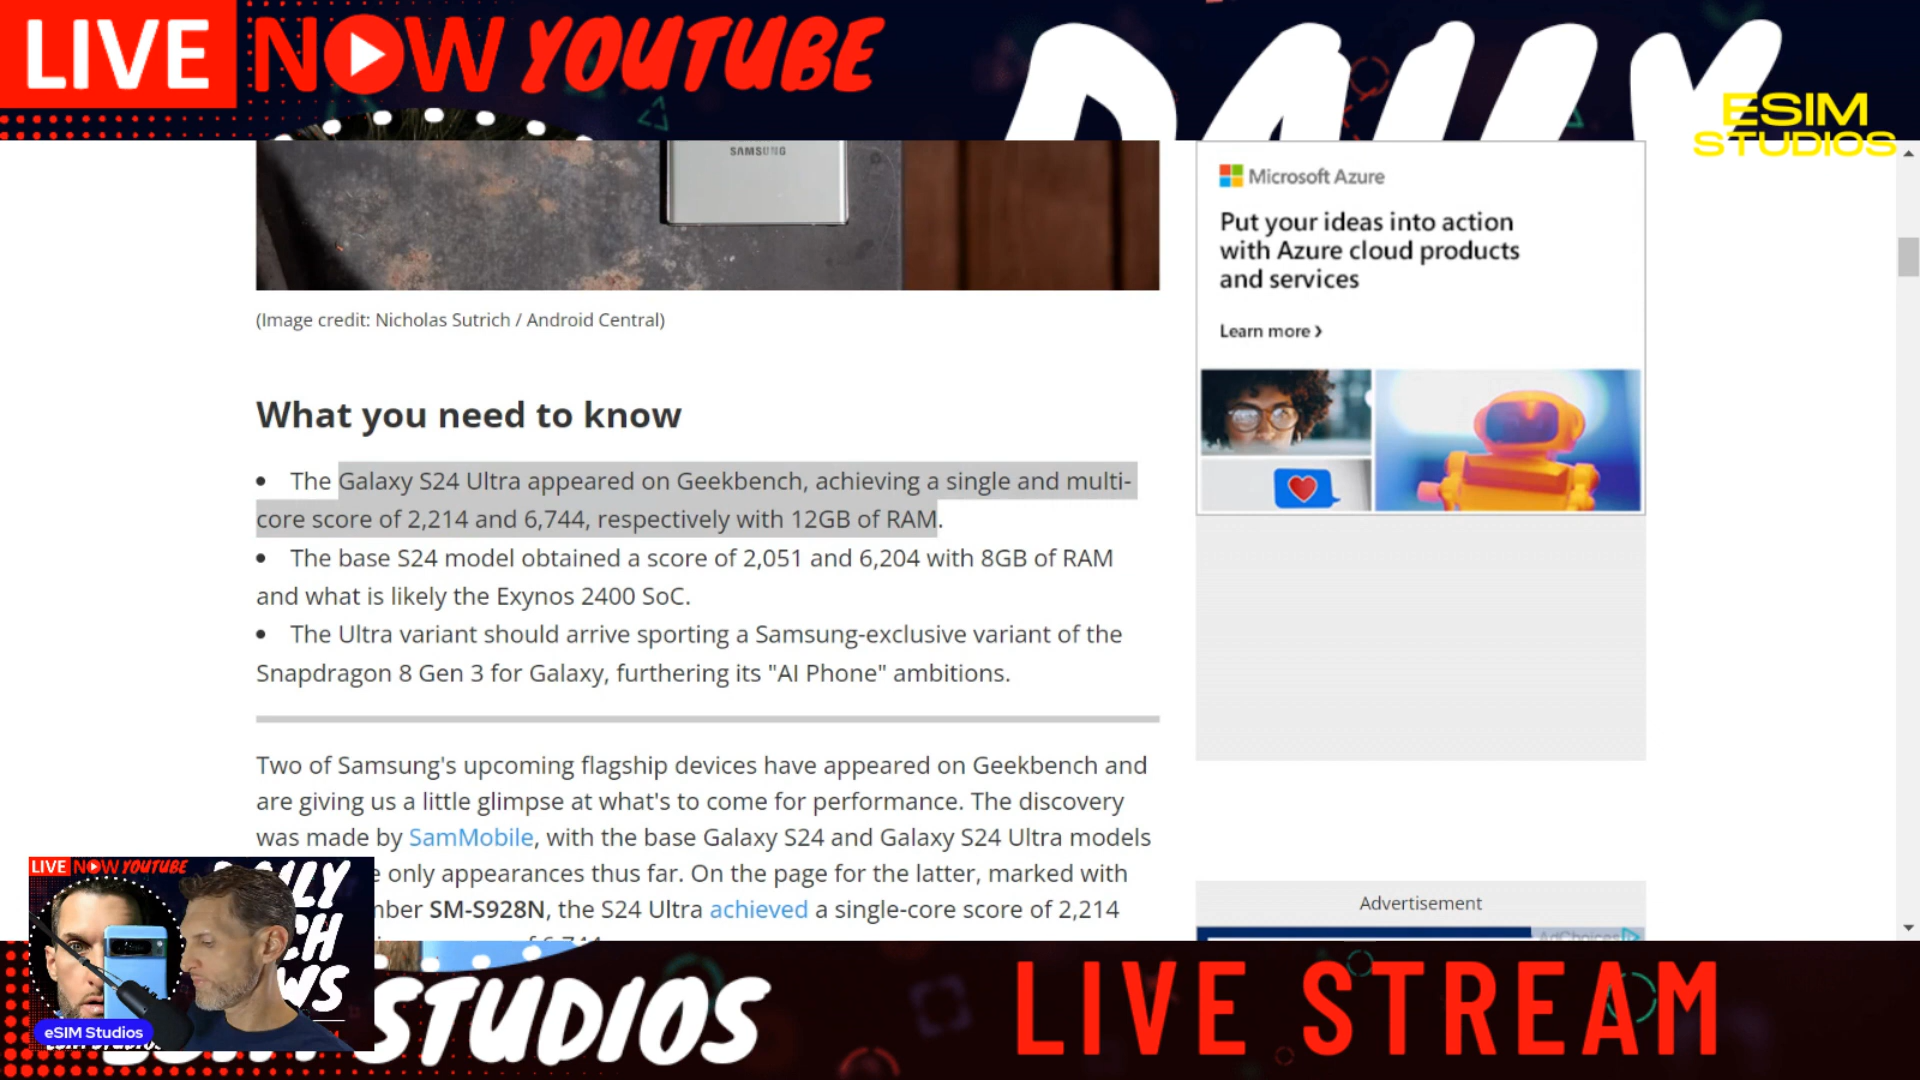 LIVE NOW YOUTUBE
DAILY
ESIM
STUDIOS
SAMSUNG
(Image credit: Nicholas Sutrich / Android Central)
What you need to know
• The Galaxy S24 Ultra appeared on Geekbench, achieving a single and multi-
core score of 2,214 and 6,744, respectively with 12GB of RAM.
• The base S24 model obtained a score of 2,051 and 6,204 with 8GB of RAM
and what is likely the Exynos 2400 SoC.
• The Ultra variant should arrive sporting a Samsung-exclusive variant of the
Snapdragon 8 Gen 3 for Galaxy, furthering its "AI Phone" ambitions.
Two of Samsung's upcoming flagship devices have appeared on Geekbench and
are giving us a little glimpse at what's to come for performance. The discovery
was made by SamMobile, with the base Galaxy S24 and Galaxy S24 Ultra models
only appearances thus far. On the page for the latter, marked with
SM-S928N, the S24 Ultra achieved a single-core score of 2,214
Microsoft Azure
Put your ideas into action
with Azure cloud products
and services
Learn more ›
Advertisement
AdChoices
LIVE NOW YOUTUBE
eSIM Studios
STUDIOS
LIVE STREAM